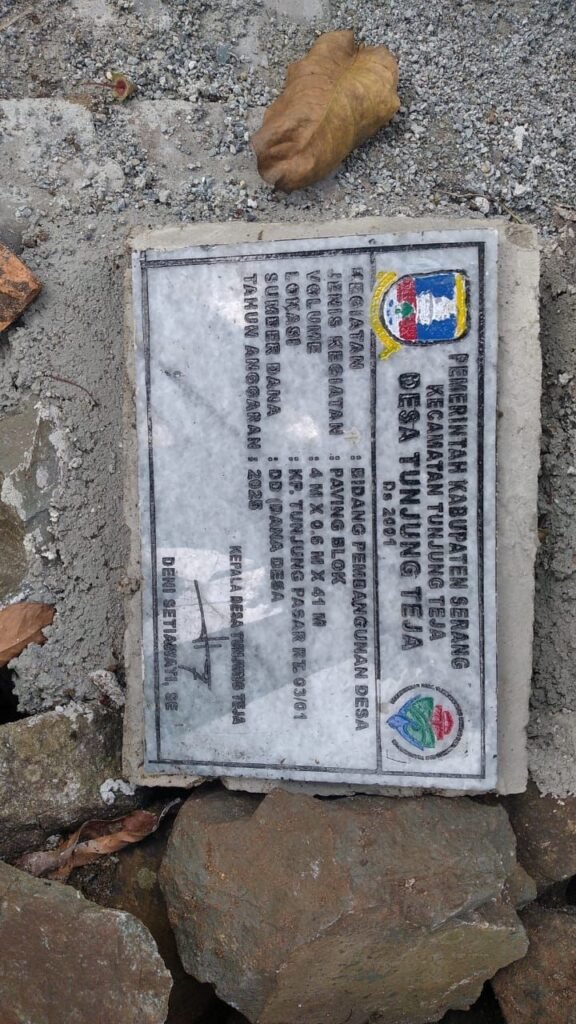 PEMERINTAH KABUPATEN SERANG
KECAMATAN TUNJUNG TEJA
DESA TUNJUNG TEJA
Ds 2001
KEGIATAN : BIDANG PEMBANGUNAN DESA
JENIS KEGIATAN : PAVING BLOK
VOLUME : 4 M X 0,6 M X 41 M
LOKASI : KP. TUNJUNG PASAR RT. 03/01
SUMBER DANA : DD (DANA DESA
TAHUN ANGGARAN : 2025
KEPALA DESA TUNJUNG TEJA
DENI SETIAWATI, SE